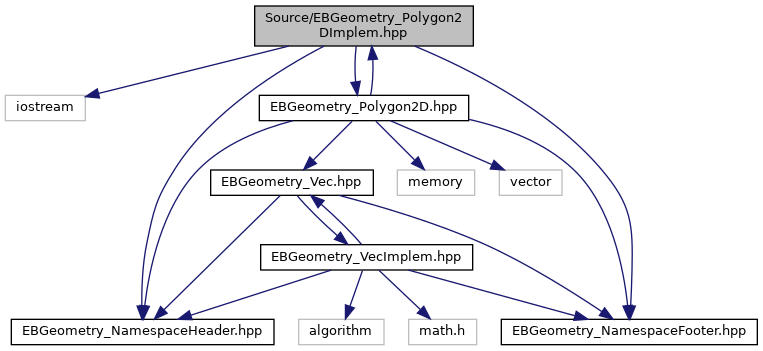 Source/EBGeometry_Polygon2
DImplem.hpp
iostream
EBGeometry_Polygon2D.hpp
EBGeometry_Vec.hpp
memory
vector
EBGeometry_VecImplem.hpp
EBGeometry_NamespaceHeader.hpp
algorithm
math.h
EBGeometry_NamespaceFooter.hpp